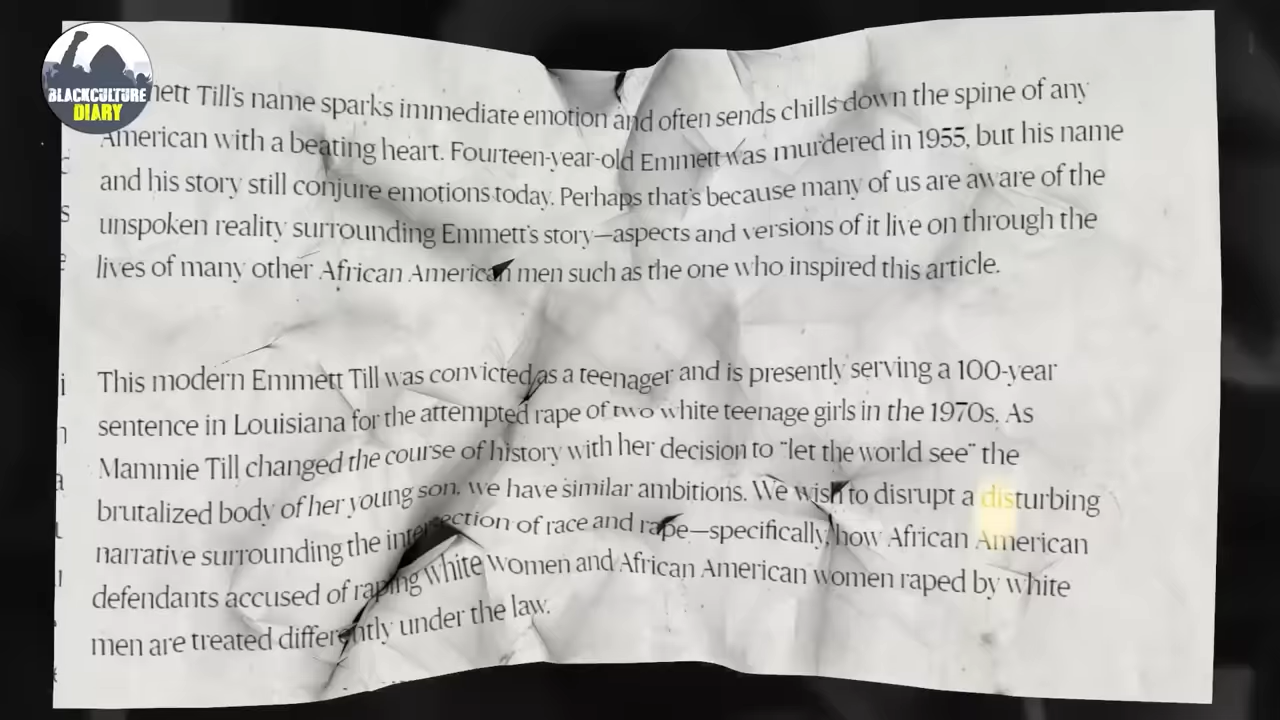 BLACKCULTURE
DIARY
Till's name sparks immediate emotion and often sends chills down the spine of any
American with a beating heart. Fourteen-year-old Emmett was murdered in 1955, but his name
and his story still conjure emotions today. Perhaps that's because many of us are aware of the
unspoken reality surrounding Emmett's story—aspects and versions of it live on through the
lives of many other African American men such as the one who inspired this article.
This modern Emmett Till was convicted as a teenager and is presently serving a 100-year
sentence in Louisiana for the attempted rape of two white teenage girls in the 1970s. As
Mammie Till changed the course of history with her decision to "let the world see" the
brutalized body of her young son, we have similar ambitions. We wish to disrupt a disturbing
narrative surrounding the intersection of race and rape—specifically, how African American
defendants accused of raping white women and African American women raped by white
men are treated differently under the law.